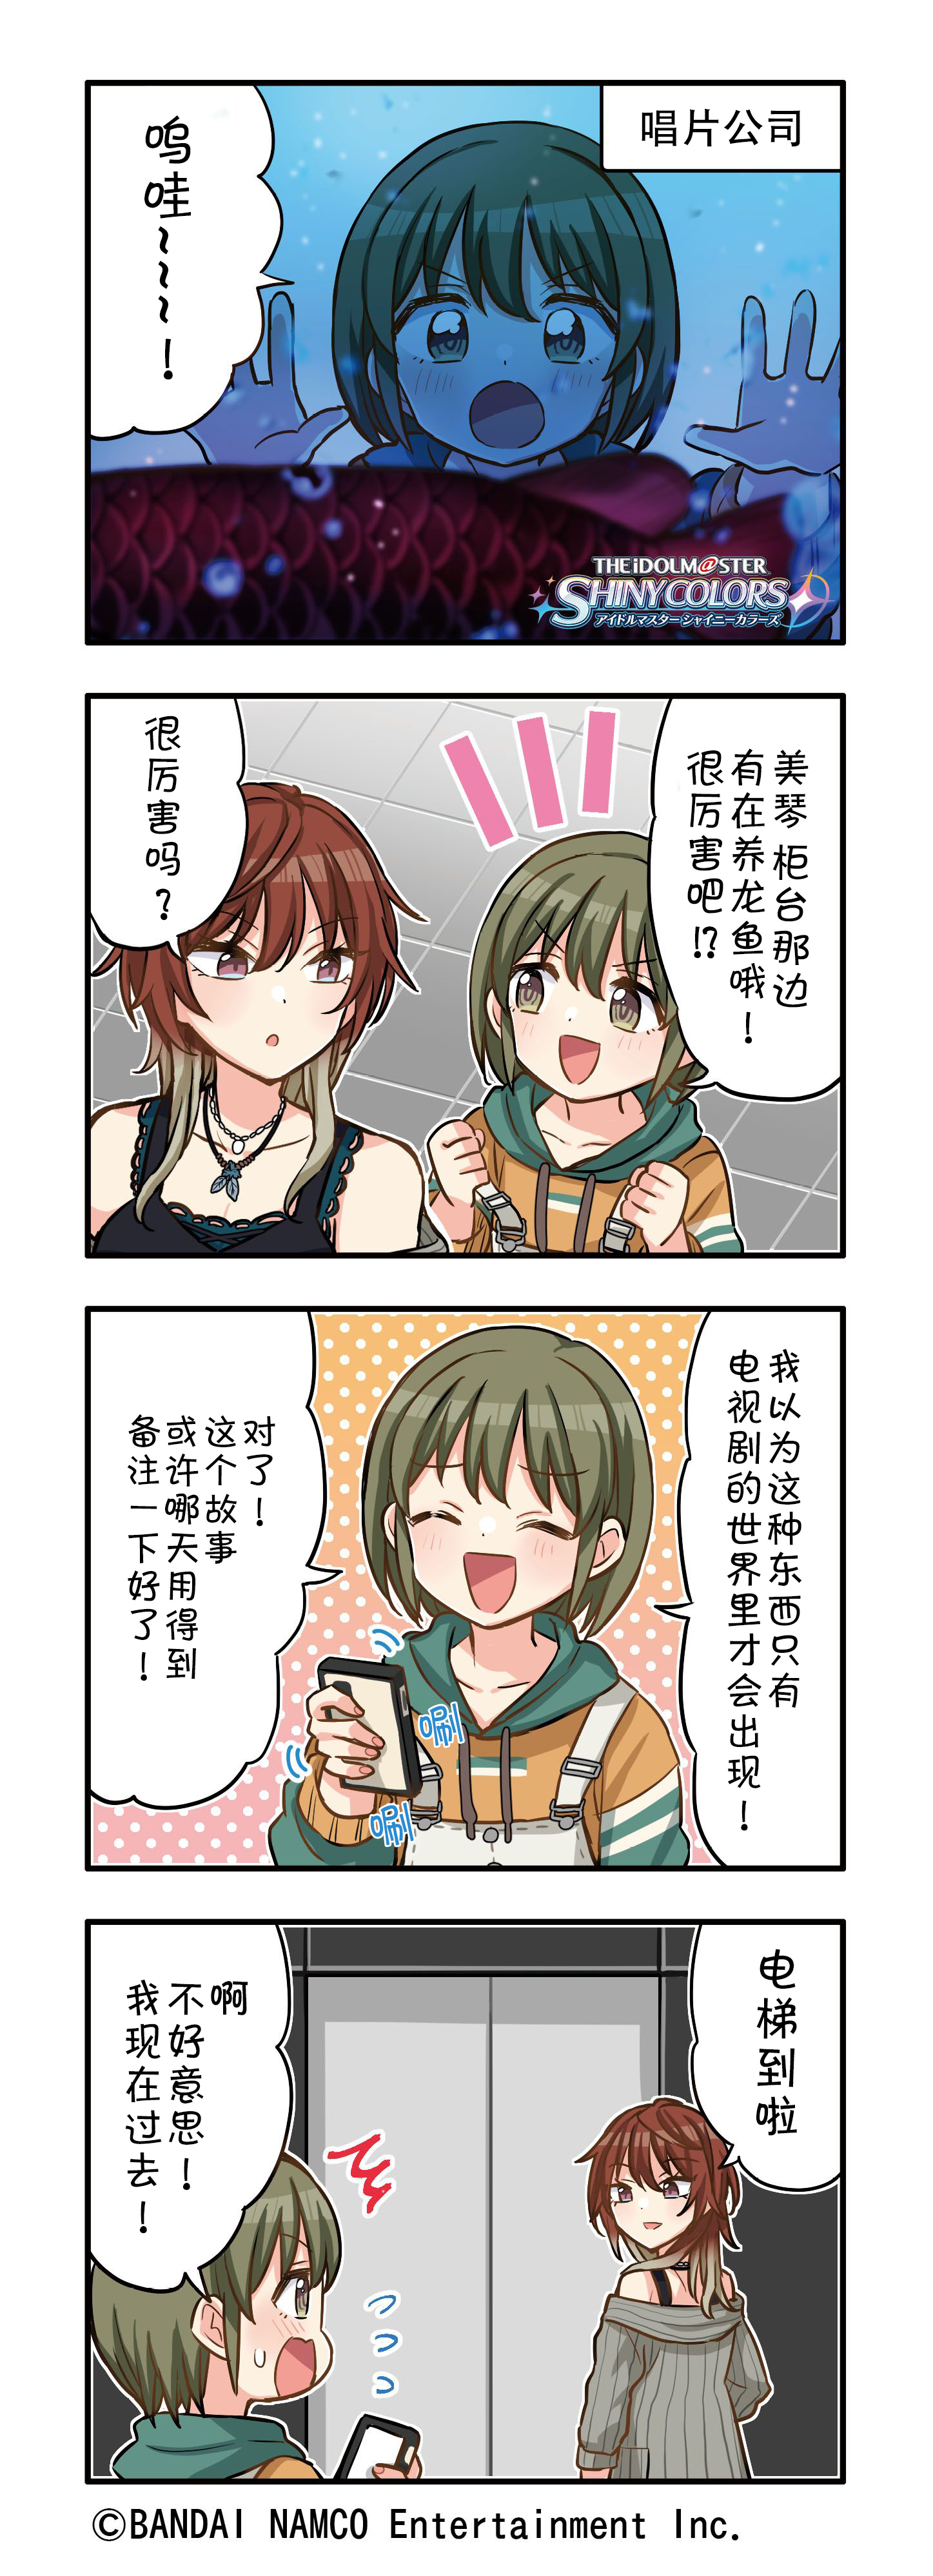 唱片公司
呜哇~~~!
THE iDOLM@STER
SHINY COLORS
アイドルマスター シャイニーカラーズ
美琴 柜台那边
有在养龙鱼哦!
很厉害吧!?
很厉害吗?
我以为这种东西只有
电视剧的世界里才会出现!
对了!
这个故事
或许哪天用得到
备注一下好了!
唰
唰
电梯到啦
啊
不好意思!
我现在过去!
©BANDAI NAMCO Entertainment Inc.